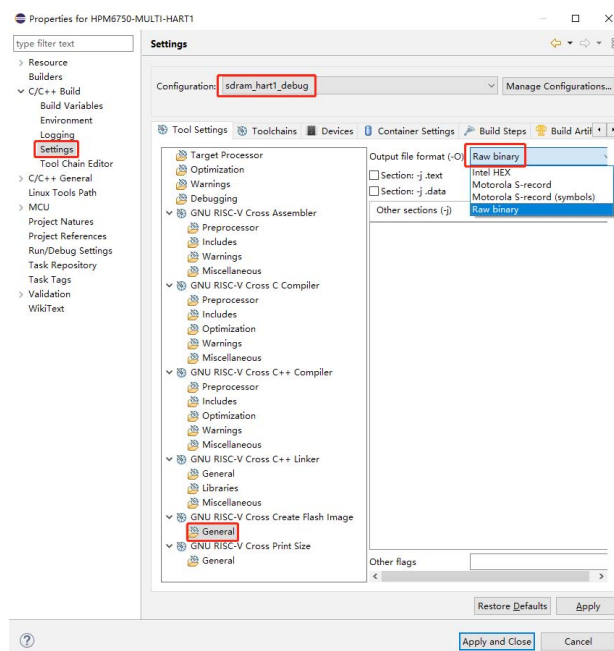 Properties for HPM6750-MULTI-HART1
type filter text
Resource
Builders
C/C++ Build
Build Variables
Environment
Logging
Settings
Tool Chain Editor
C/C++ General
Linux Tools Path
MCU
Project Natures
Project References
Run/Debug Settings
Task Repository
Task Tags
Validation
WikiText
Settings
Configuration: sdram_hart1_debug
Manage Configurations...
Tool Settings Toolchains Devices Container Settings Build Steps Build Artif
Target Processor
Optimization
Warnings
Debugging
GNU RISC-V Cross Assembler
Preprocessor
Includes
Warnings
Miscellaneous
GNU RISC-V Cross C Compiler
Preprocessor
Includes
Optimization
Warnings
Miscellaneous
GNU RISC-V Cross C++ Compiler
Preprocessor
Includes
Optimization
Warnings
Miscellaneous
GNU RISC-V Cross C++ Linker
General
Libraries
Miscellaneous
GNU RISC-V Cross Create Flash Image
General
GNU RISC-V Cross Print Size
General
Output file format (-O) Raw binary
Intel HEX
Motorola S-record
Motorola S-record (symbols)
Raw binary
Section: -j .text
Section: -j .data
Other sections (-j)
Other flags
Restore Defaults Apply
Apply and Close Cancel